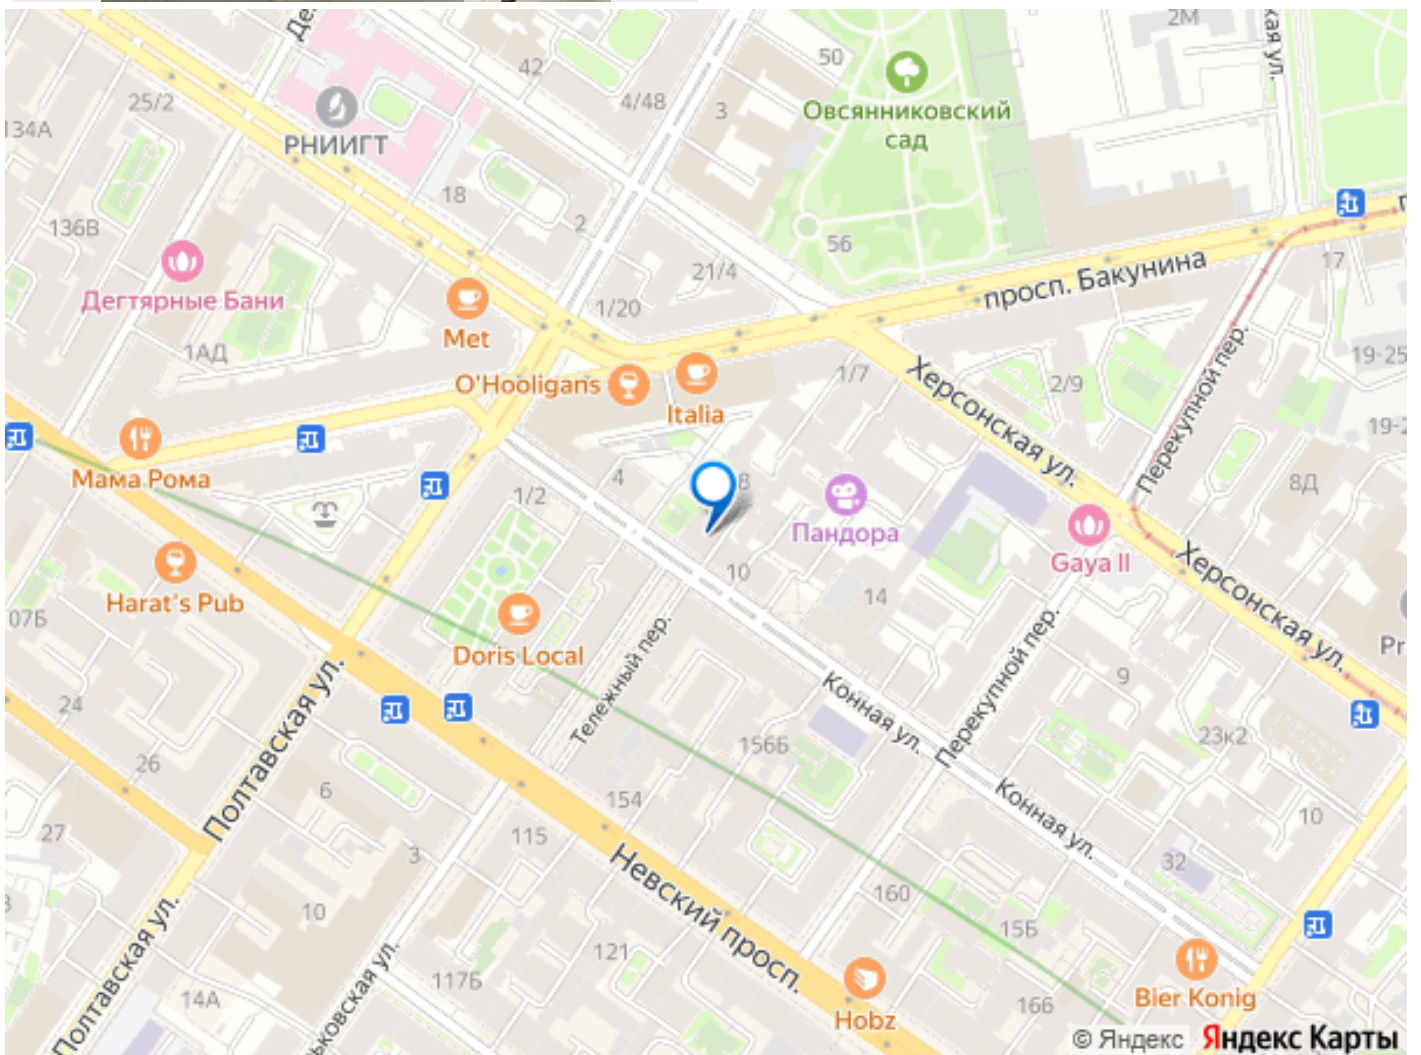 2М
кая ул.
50
42
4/48
3
25/2
134А
РНИИГТ
Овсянниковский
сад
18
2
136В
56
21/4
17
просп. Бакунина
Дегтярные Бани
1/20
Met
1АД
O'Hooligans
Italia
1/7
2/9
19-25
Херсонская ул.
Перекупной пер.
Мама Рома
19-2
4
8
8Д
1/2
Пандора
Gaya II
Херсонская ул.
Harat's Pub
07Б
10
14
Doris Local
Тележный пер.
Перекупной пер.
Pr
9
24
Полтавская ул.
Конная ул.
156Б
23к2
26
6
154
Конная ул.
10
27
115
3
32
Невский просп.
160
10
15Б
121
117Б
Полтавская ул.
14А
ьковская ул.
Hobz
166
Bier Konig
© Яндекс Яндекс Карты